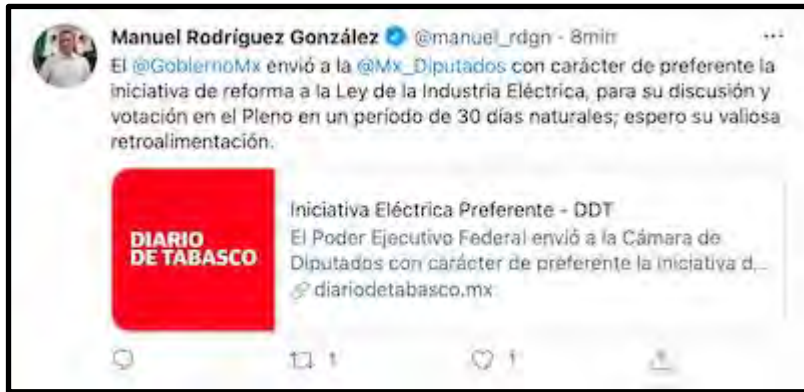 Manuel Rodríguez González @manuel_rdgn - 8min
El @GobiernoMx envió a la @Mx_Diputados con carácter de preferente la
iniciativa de reforma a la Ley de la Industria Eléctrica, para su discusión y
votación en el Pleno en un período de 30 días naturales; espero su valiosa
retroalimentación.
DIARIO
DE TABASCO
Iniciativa Eléctrica Preferente - DDT
El Poder Ejecutivo Federal envió a la Cámara de
Diputados con carácter de preferente la iniciativa d...
diariodetabasco.mx
1 1